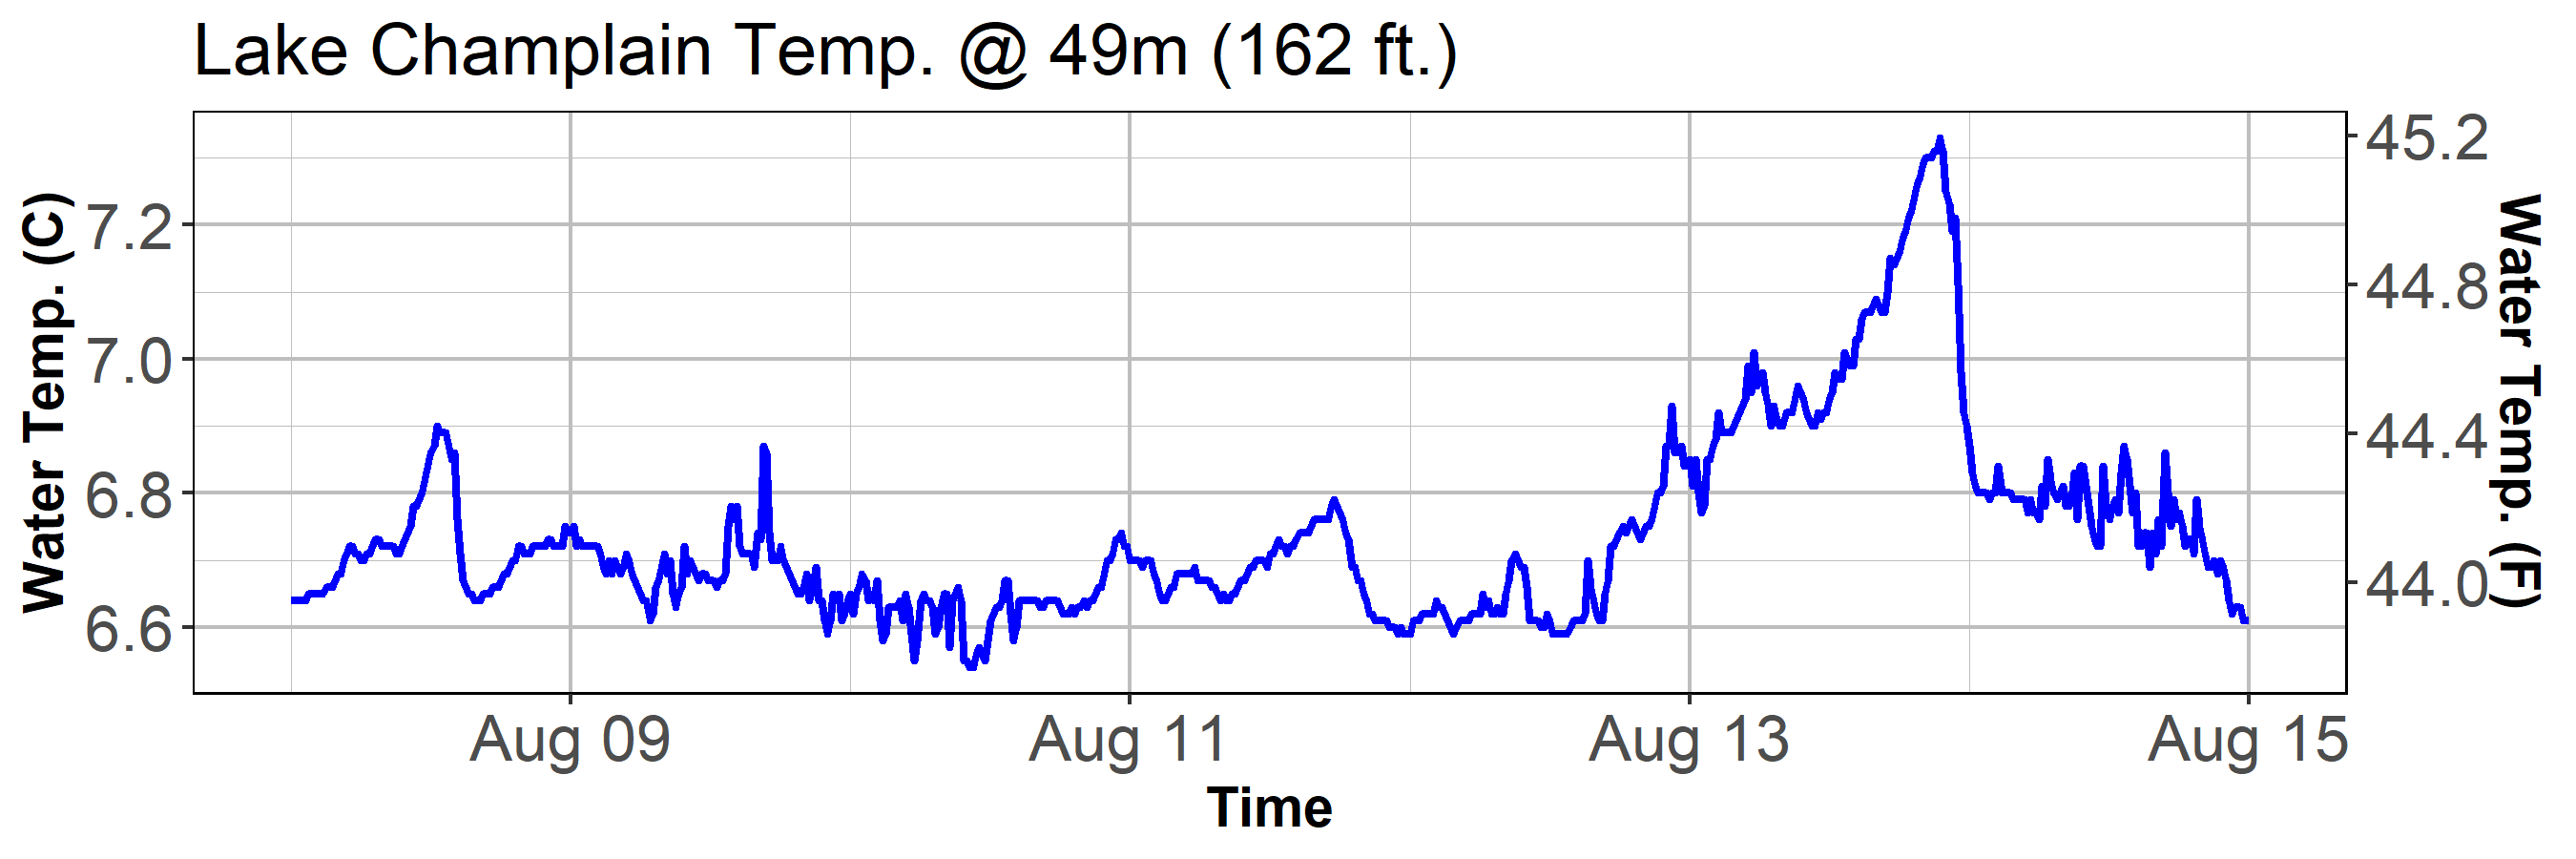 Lake Champlain Temp. @ 49m (162 ft.)
Water Temp. (C)
7.2
7.0
6.8
6.6
45.2
44.8
44.4
44.0
Water Temp. (F)
Aug 09
Aug 11
Aug 13
Aug 15
Time